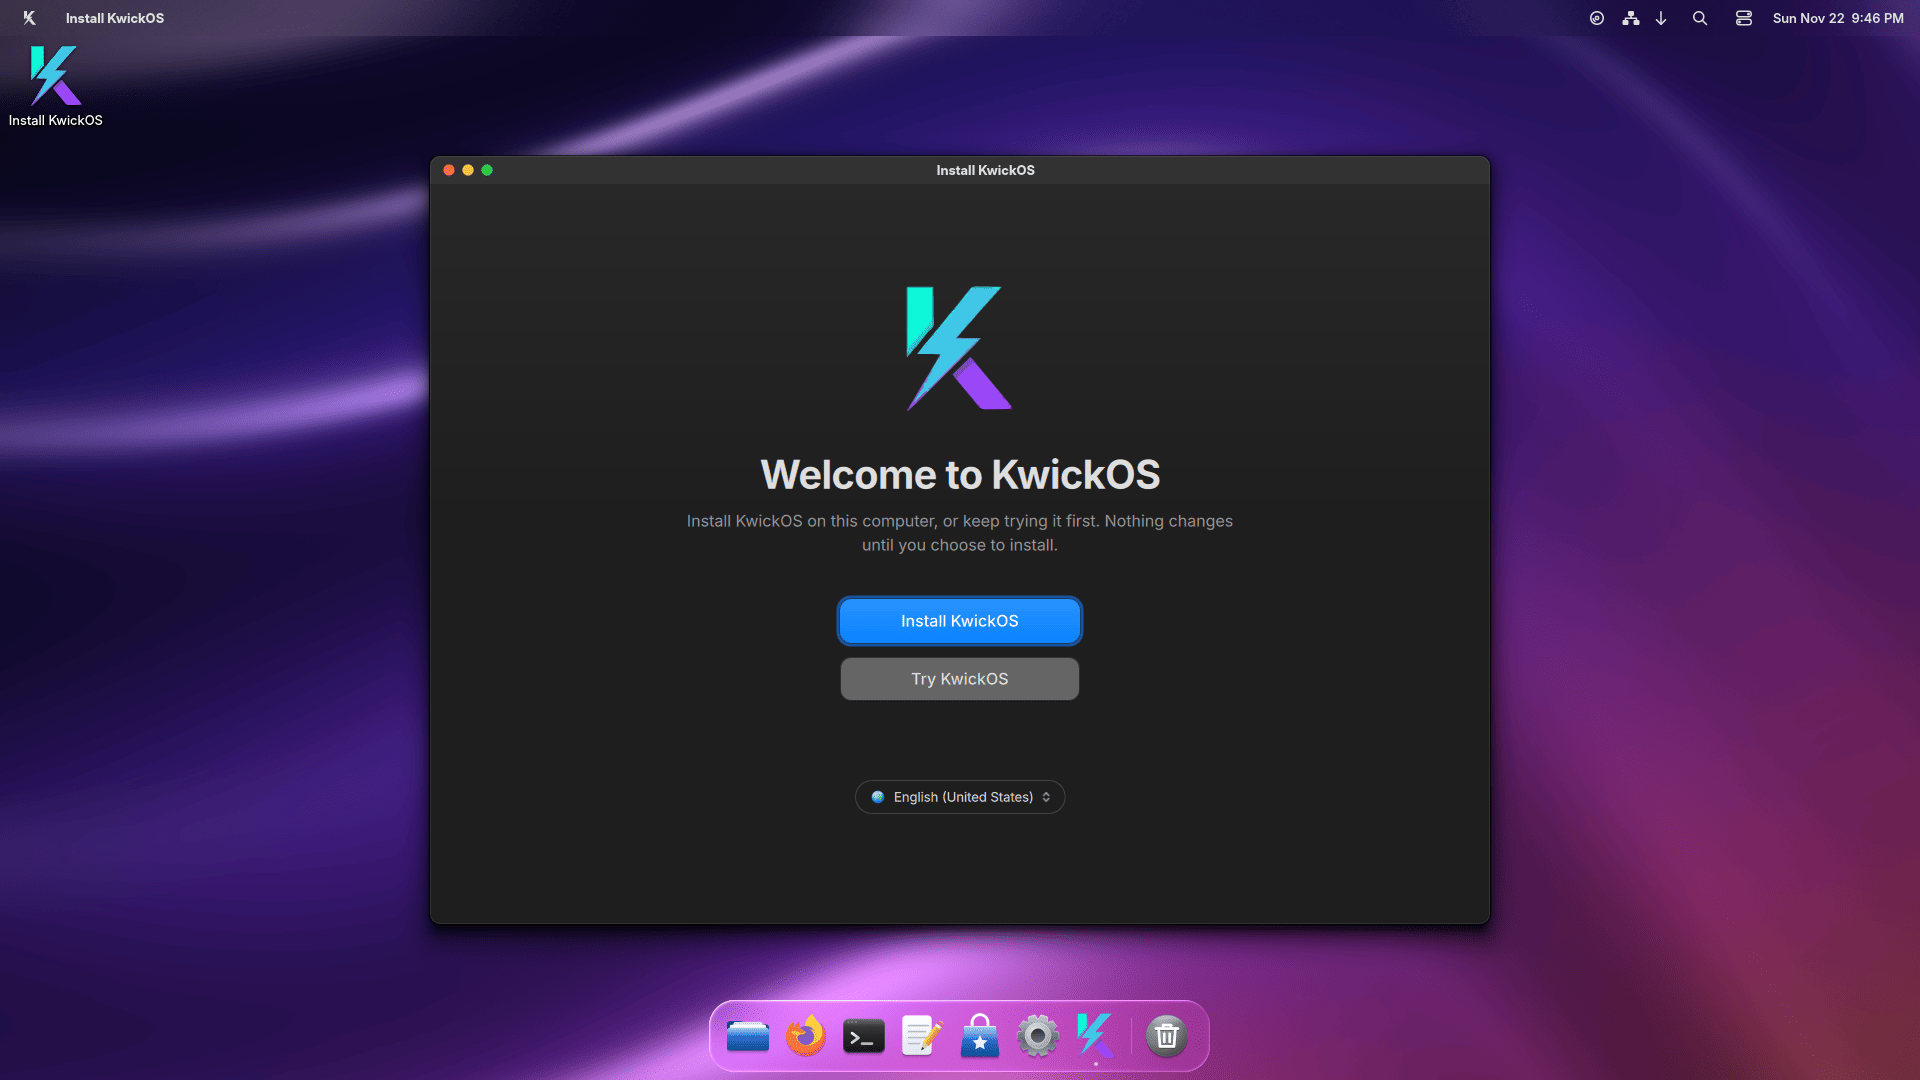 Install KwickOS
Sun Nov 22 9:46 PM
Install KwickOS
Install KwickOS
Welcome to KwickOS
Install KwickOS on this computer, or keep trying it first. Nothing changes
until you choose to install.
Install KwickOS
Try KwickOS
English (United States)